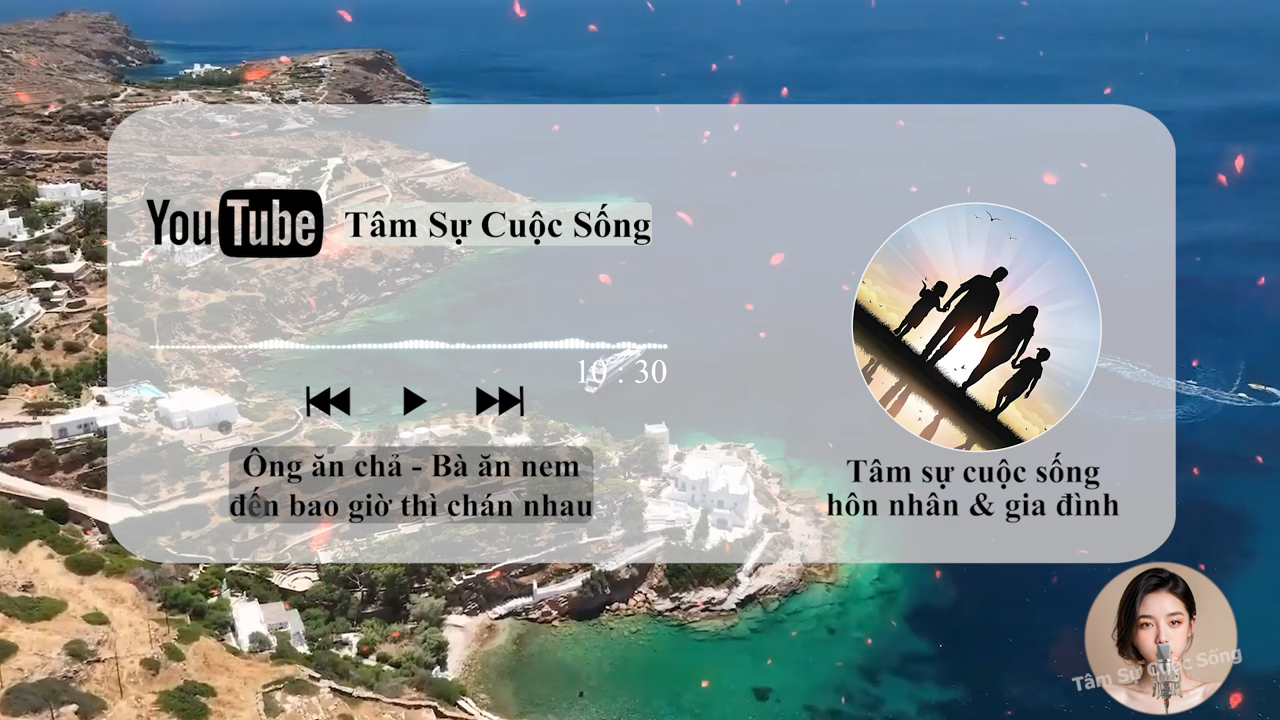 YouTube
Tâm Sự Cuộc Sống
10 : 30
Ông ăn chả - Bà ăn nem
đến bao giờ thì chán nhau
Tâm sự cuộc sống
hôn nhân & gia đình
Tâm Sự Cuộc Sống